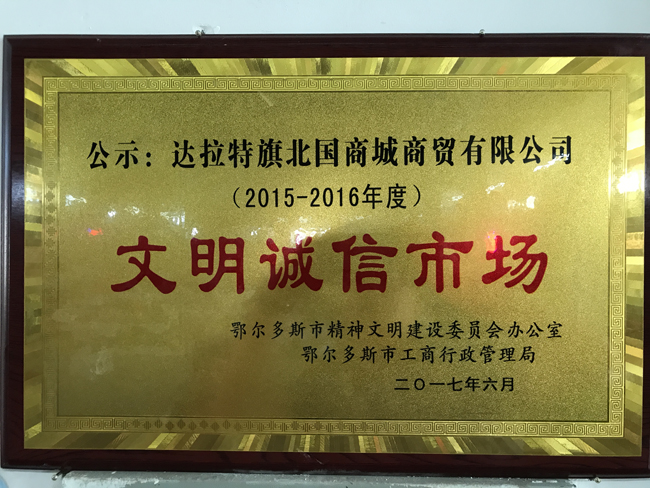 公示：达拉特旗北国商城商贸有限公司
（2015-2016年度）
文明诚信市场
鄂尔多斯市精神文明建设委员会办公室
鄂尔多斯市工商行政管理局
二〇一七年六月